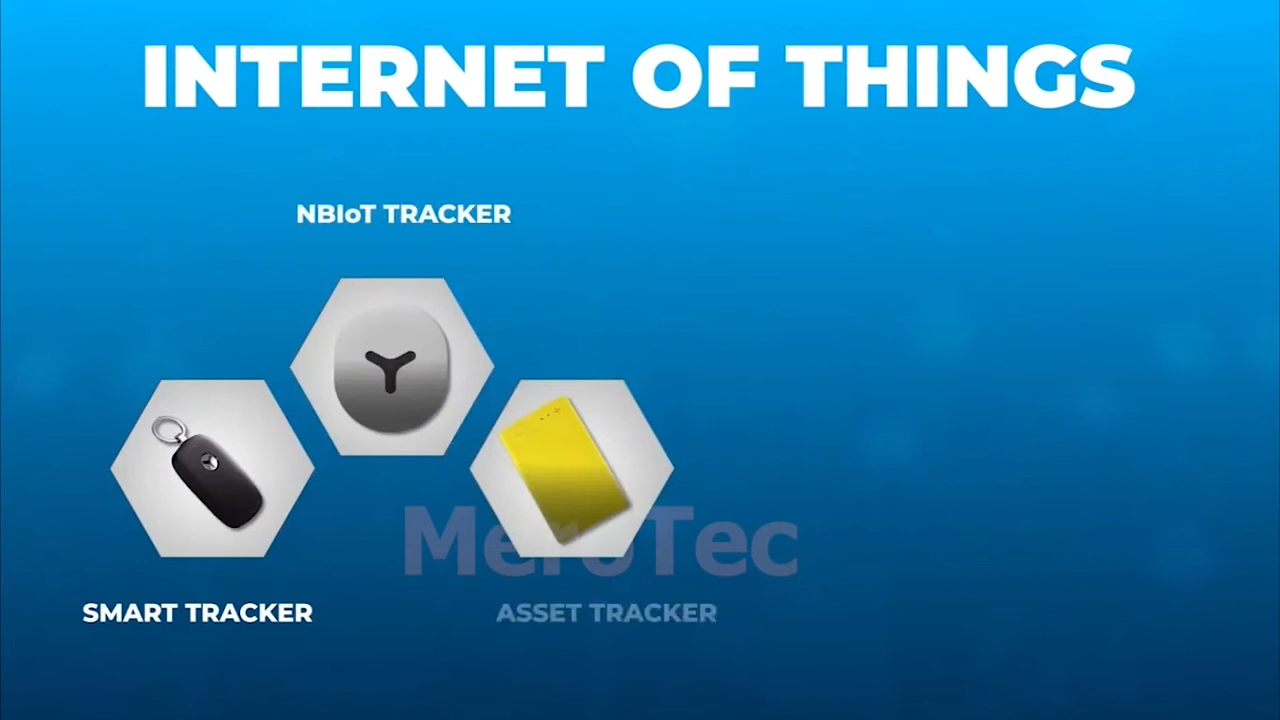 INTERNET OF THINGS
NBIoT TRACKER
MeroTec
SMART TRACKER
ASSET TRACKER